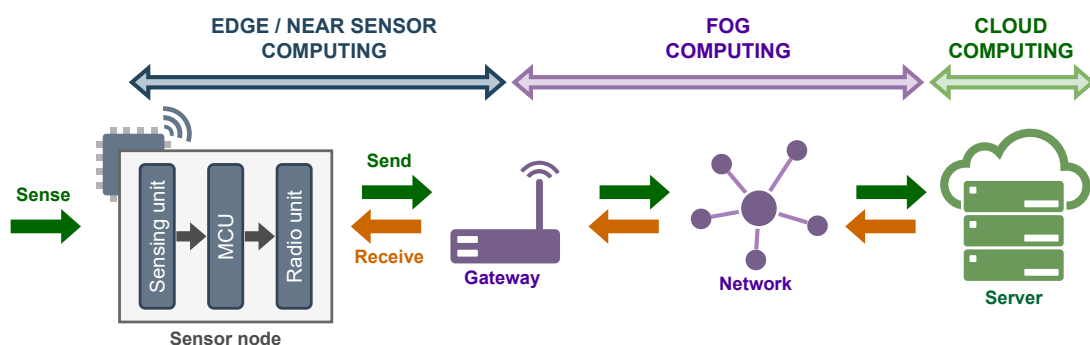 EDGE / NEAR SENSOR
COMPUTING
FOG
COMPUTING
CLOUD
COMPUTING
Sense
Sensing unit
MCU
Radio unit
Sensor node
Send
Receive
Gateway
Network
Server